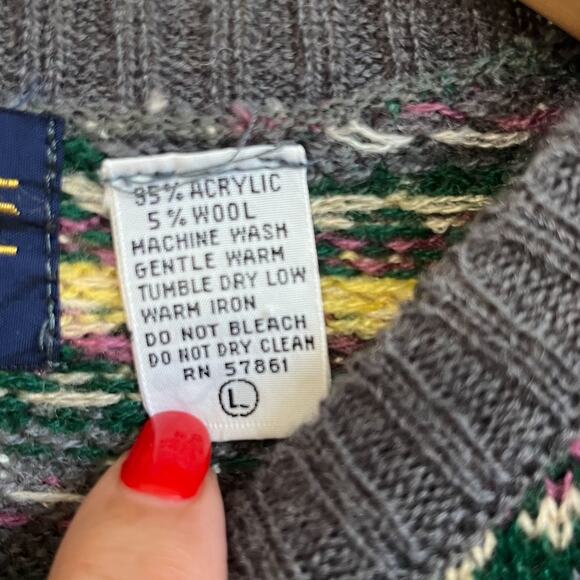 95% ACRYLIC
5% WOOL
MACHINE WASH
GENTLE WARM
TUMBLE DRY LOW
WARM IRON
DO NOT BLEACH
DO NOT DRY CLEAN
RN 57861
L